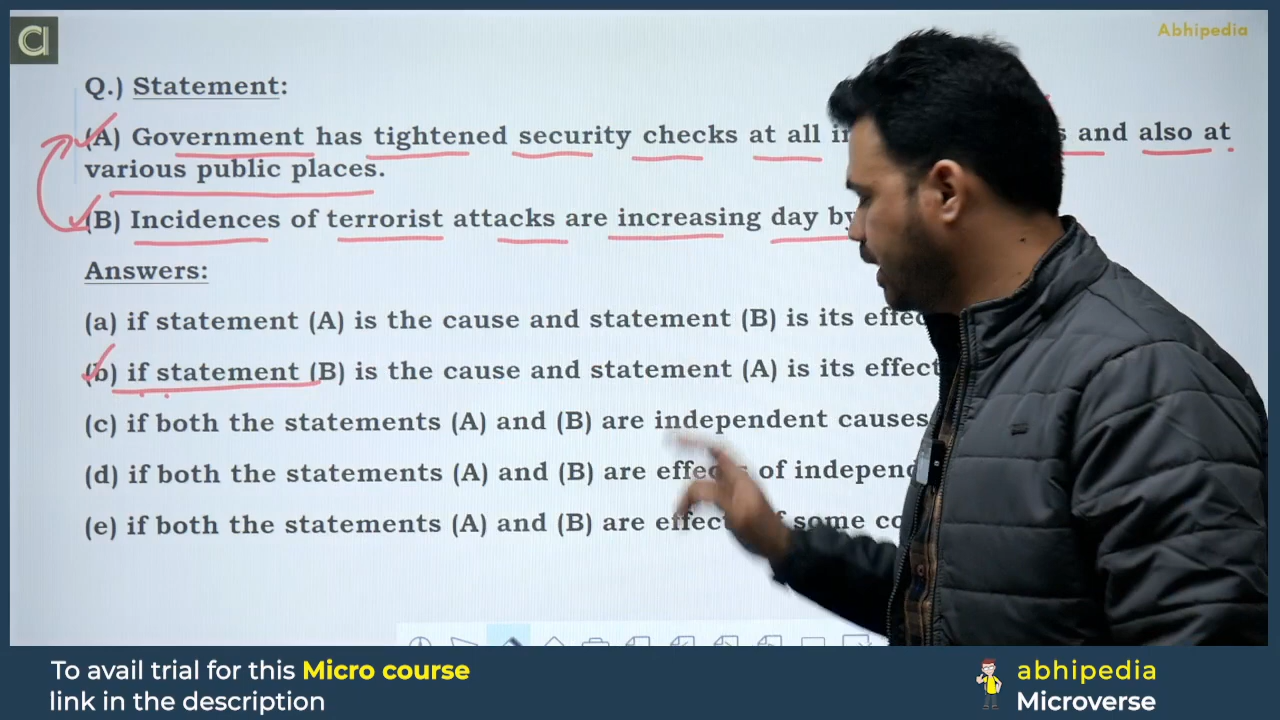 Abhipedia
Q.) Statement:
(A) Government has tightened security checks at all and also at
various public places.
(B) Incidences of terrorist attacks are increasing day
Answers:
(a) if statement (A) is the cause and statement (B) is its
(b) if statement (B) is the cause and statement (A) is its effect
(c) if both the statements (A) and (B) are independent causes
(d) if both the statements (A) and (B) are effects of
(e) if both the statements (A) and (B) are some
To avail trial for this Micro course
link in the description
abhipedia
Microverse